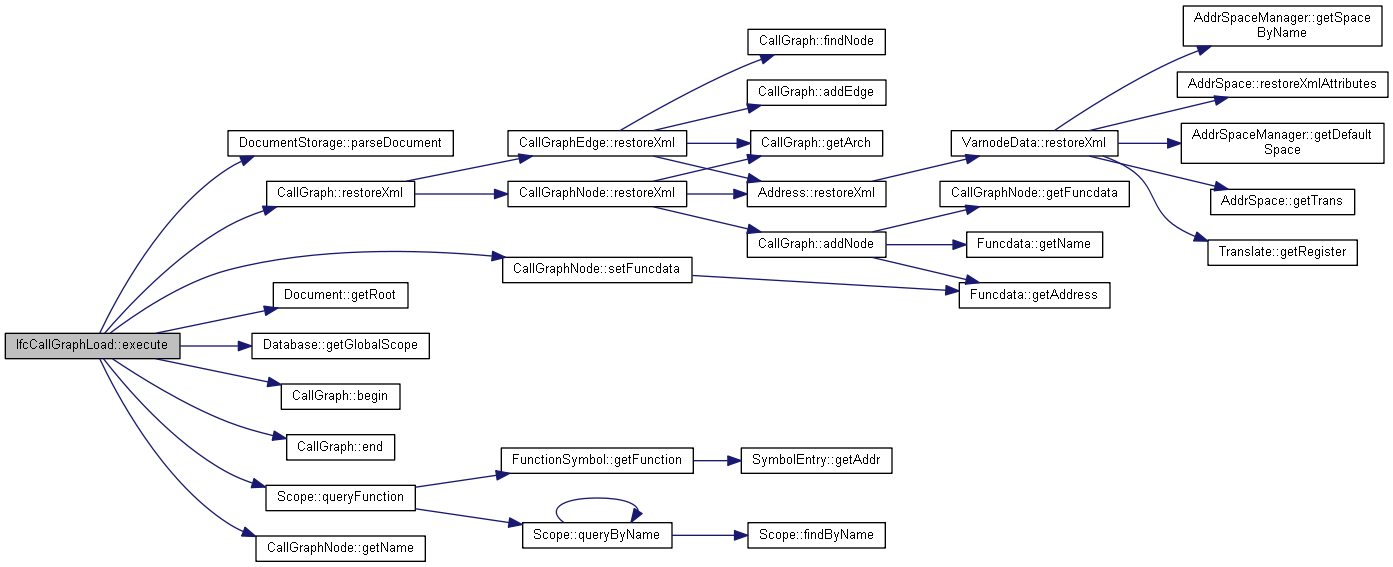 AddrSpaceManager::getSpace
ByName
CallGraph::findNode
AddrSpace::restoreXmlAttributes
CallGraph::addEdge
DocumentStorage::parseDocument
CallGraphEdge::restoreXml
CallGraph::getArch
VarnodeData::restoreXml
AddrSpaceManager::getDefault
Space
CallGraph::restoreXml
CallGraphNode::restoreXml
Address::restoreXml
CallGraphNode::getFuncdata
AddrSpace::getTrans
CallGraph::addNode
Funcdata::getName
Translate::getRegister
CallGraphNode::setFuncdata
Document::getRoot
Funcdata::getAddress
IfcCallGraphLoad::execute
Database::getGlobalScope
CallGraph::begin
CallGraph::end
FunctionSymbol::getFunction
SymbolEntry::getAddr
Scope::queryFunction
Scope::queryByName
Scope::findByName
CallGraphNode::getName